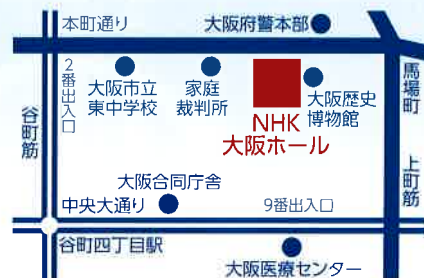 本町通り
大阪府警本部
2番出入口
大阪市立
東中学校
家庭
裁判所
大阪歴史
博物館
馬場町
谷町筋
NHK
大阪ホール
上町筋
大阪合同庁舎
中央大通り
9番出入口
谷町四丁目駅
大阪医療センター